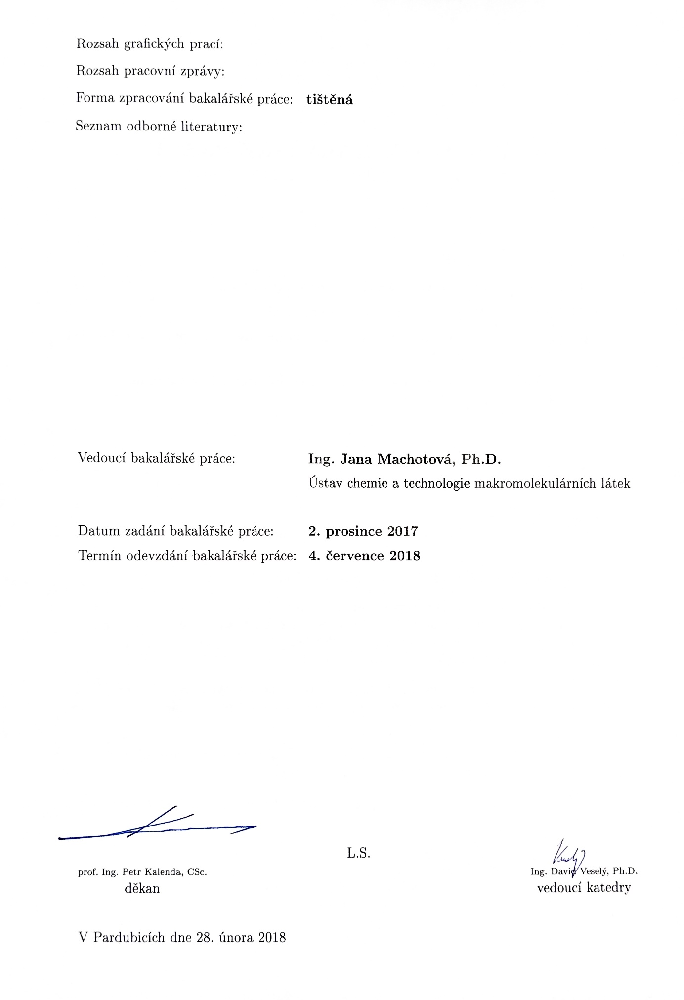 Rozsah grafických prací:
Rozsah pracovní zprávy:
Forma zpracování bakalářské práce: tištěná
Seznam odborné literatury:
Vedoucí bakalářské práce: Ing. Jana Machotová, Ph.D.
Ústav chemie a technologie makromolekulárních látek
Datum zadání bakalářské práce: 2. prosince 2017
Termín odevzdání bakalářské práce: 4. července 2018
L.S.
prof. Ing. Petr Kalenda, CSc. Ing. David Veselý, Ph.D.
děkan vedoucí katedry
V Pardubicích dne 28. února 2018